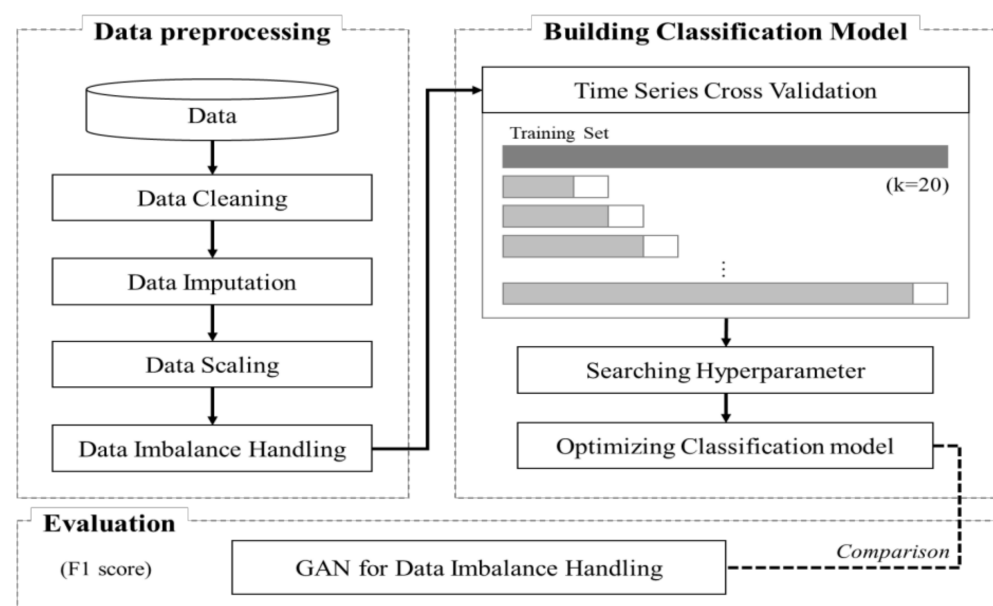 Data preprocessing
Data
Data Cleaning
Data Imputation
Data Scaling
Data Imbalance Handling
Building Classification Model
Time Series Cross Validation
Training Set
(k=20)
⋮
Searching Hyperparameter
Optimizing Classification model
Evaluation
(F1 score)
GAN for Data Imbalance Handling
Comparison